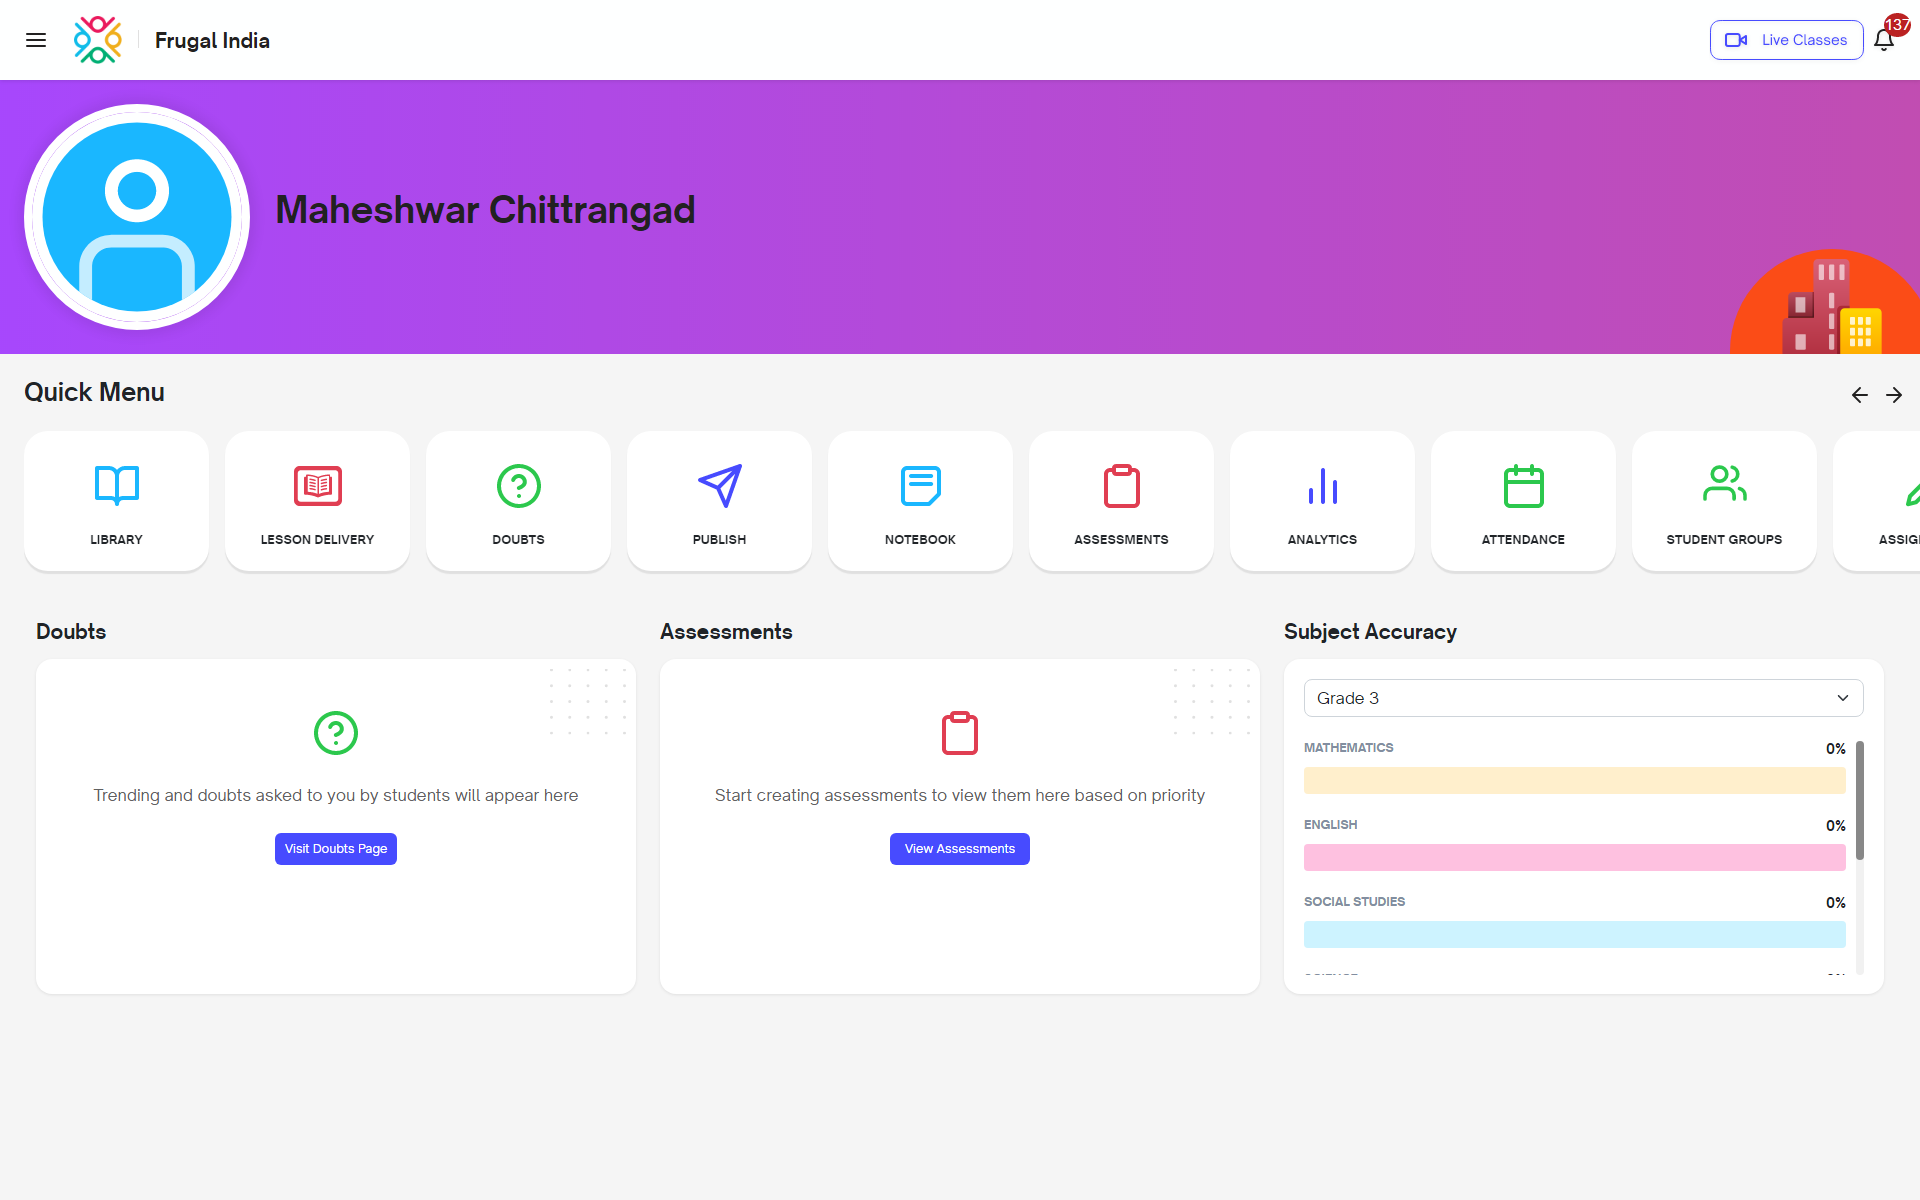 Frugal India
Live Classes
137
Maheshwar Chittrangad
Quick Menu
LIBRARY
LESSON DELIVERY
DOUBTS
PUBLISH
NOTEBOOK
ASSESSMENTS
ANALYTICS
ATTENDANCE
STUDENT GROUPS
Doubts
Trending and doubts asked to you by students will appear here
Visit Doubts Page
Assessments
Start creating assessments to view them here based on priority
View Assessments
Subject Accuracy
Grade 3
MATHEMATICS 0%
ENGLISH 0%
SOCIAL STUDIES 0%